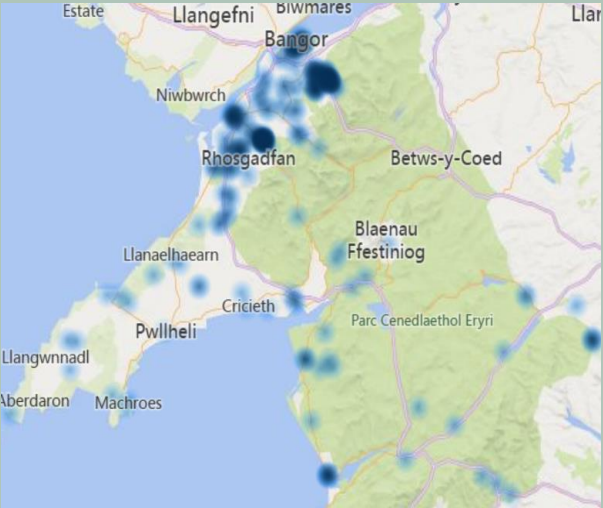 Biwmares
Estate
Llangefni
Bangor
Niwbwrch
Rhosgadfan
Betws-y-Coed
Blaenau
Ffestiniog
Llanaelhaearn
Cricieth
Parc Cenedlaethol Eryri
Pwllheli
Llangwnnadl
Aberdaron
Machroes